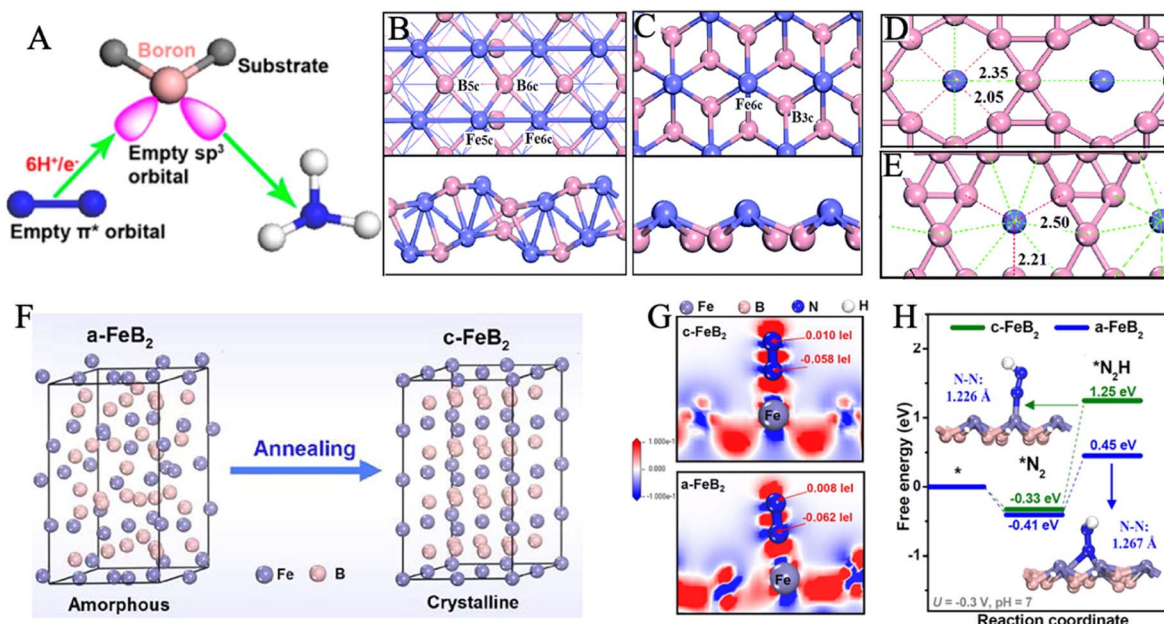 A
Boron
Substrate
6H⁺/e⁻
Empty sp³
orbital
Empty π* orbital
B
B5c
B6c
Fe5c
Fe6c
C
Fe6c
B3c
D
2.35
2.05
E
2.50
2.21
F
a-FeB₂
c-FeB₂
Annealing
Fe
B
Amorphous
Crystalline
Fe
B
N
H
G
c-FeB₂
0.010 lel
-0.058 lel
Fe
1.000e-1
0.000
-1.000e-1
a-FeB₂
0.008 lel
-0.062 lel
Fe
H
c-FeB₂
a-FeB₂
Free energy (eV)
2
1
0
-1
*N₂H
1.25 eV
N-N:
1.226 Å
0.45 eV
*
*N₂
-0.33 eV
-0.41 eV
N-N:
1.267 Å
U = -0.3 V, pH = 7
Reaction coordinate